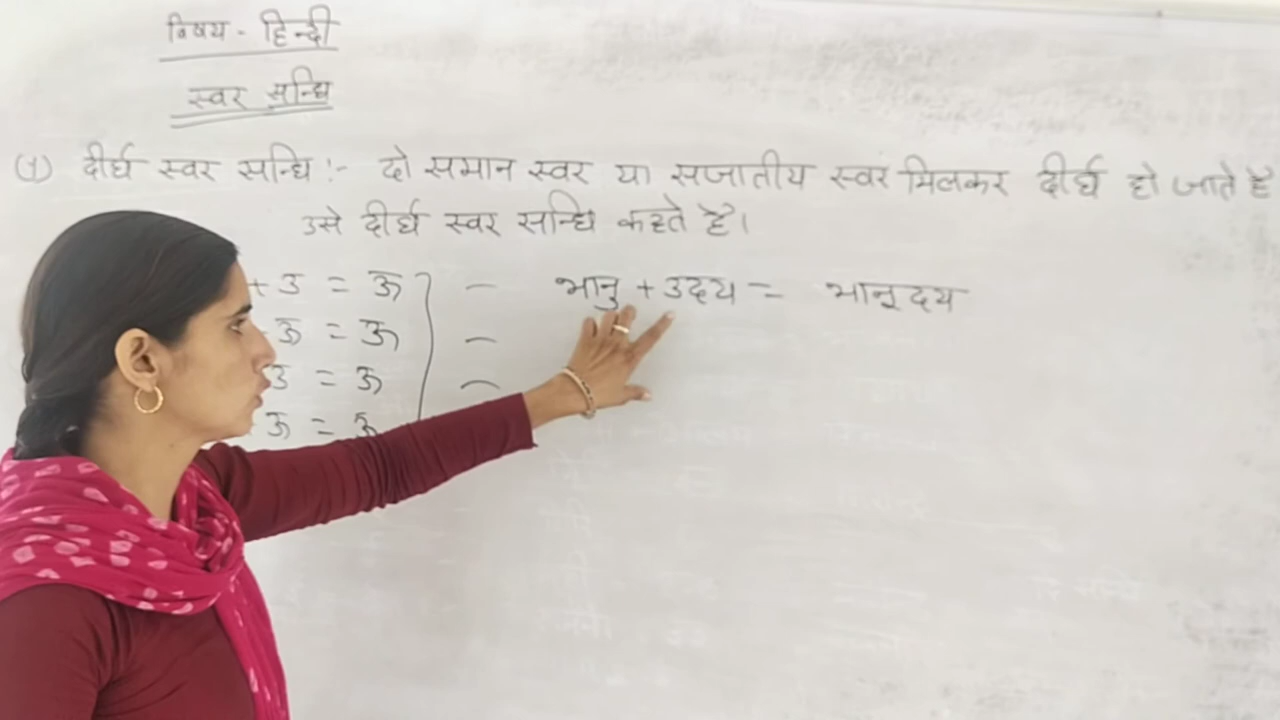 विषय - हिन्दी
स्वर सन्धि
(1) दीर्घ स्वर सन्धि :- दो समान स्वर या सजातीय स्वर मिलकर दीर्घ हो जाते है
उसे दीर्घ स्वर सन्धि कहते है।
+ उ = ऊ } - भानु + उदय = भानूदय
ऊ = ऊ -
उ = ऊ -
ऊ = ऊ